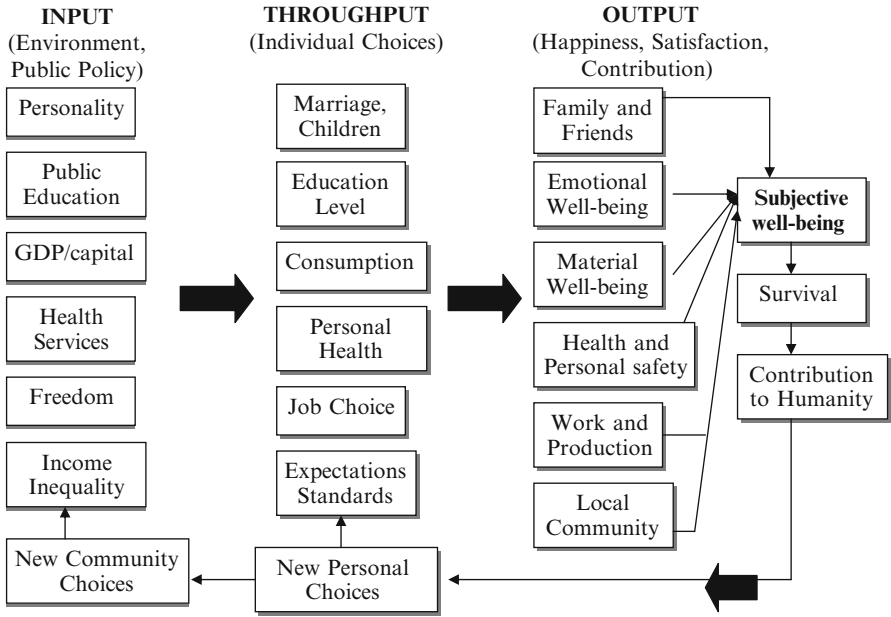 INPUT
(Environment,
Public Policy)
Personality
Public
Education
GDP/capital
Health
Services
Freedom
Income
Inequality
New Community
Choices
THROUGHPUT
(Individual Choices)
Marriage,
Children
Education
Level
Consumption
Personal
Health
Job Choice
Expectations
Standards
New Personal
Choices
OUTPUT
(Happiness, Satisfaction,
Contribution)
Family and
Friends
Emotional
Well-being
Material
Well-being
Health and
Personal safety
Work and
Production
Local
Community
Subjective
well-being
Survival
Contribution
to Humanity